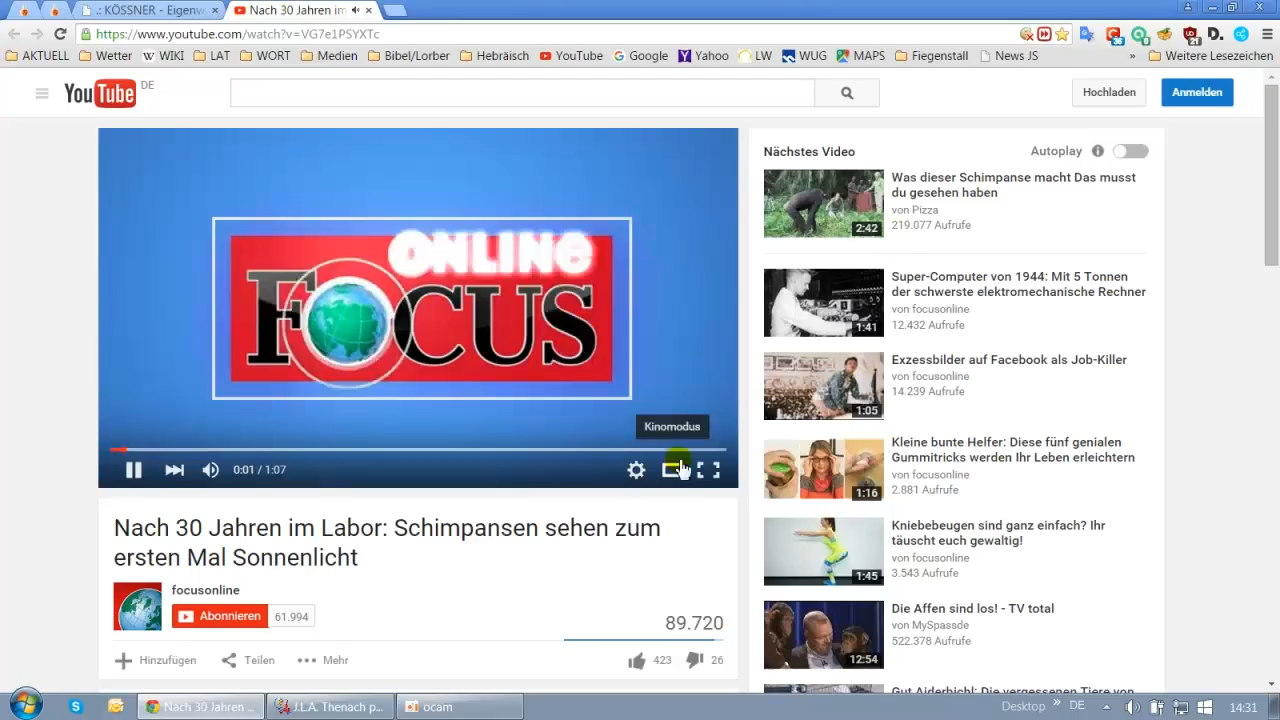 .: KÖSSNER - Eigenv
Nach 30 Jahren im
https://www.youtube.com/watch?v=VG7e1PSYXTc
AKTUELL Wetter WIKI LAT WORT Medien Bibel/Lorber Hebräisch YouTube Google Yahoo LW WUG MAPS Fiegenstall News JS » Weitere Lesezeichen
YouTube DE
Hochladen
Anmelden
ONLINE
FOCUS
Kinomodus
0:01 / 1:07
Nach 30 Jahren im Labor: Schimpansen sehen zum
ersten Mal Sonnenlicht
focusonline
Abonnieren 61.994
89.720
Hinzufügen Teilen Mehr 423 26
Nächstes Video Autoplay
Was dieser Schimpanse macht Das musst
du gesehen haben
von Pizza
219.077 Aufrufe
2:42
Super-Computer von 1944: Mit 5 Tonnen
der schwerste elektromechanische Rechner
von focusonline
12.432 Aufrufe
1:41
Exzessbilder auf Facebook als Job-Killer
von focusonline
14.239 Aufrufe
1:05
Kleine bunte Helfer: Diese fünf genialen
Gummitricks werden Ihr Leben erleichtern
von focusonline
2.881 Aufrufe
1:16
Kniebebeugen sind ganz einfach? Ihr
täuscht euch gewaltig!
von focusonline
3.543 Aufrufe
1:45
Die Affen sind los! - TV total
von MySpassde
522.378 Aufrufe
12:54
Gut Aiderbichl: Die vergessenen Tiere von
Nach 30 Jahren ... J.L.A. Thenach p... ocam Desktop » DE 14:31